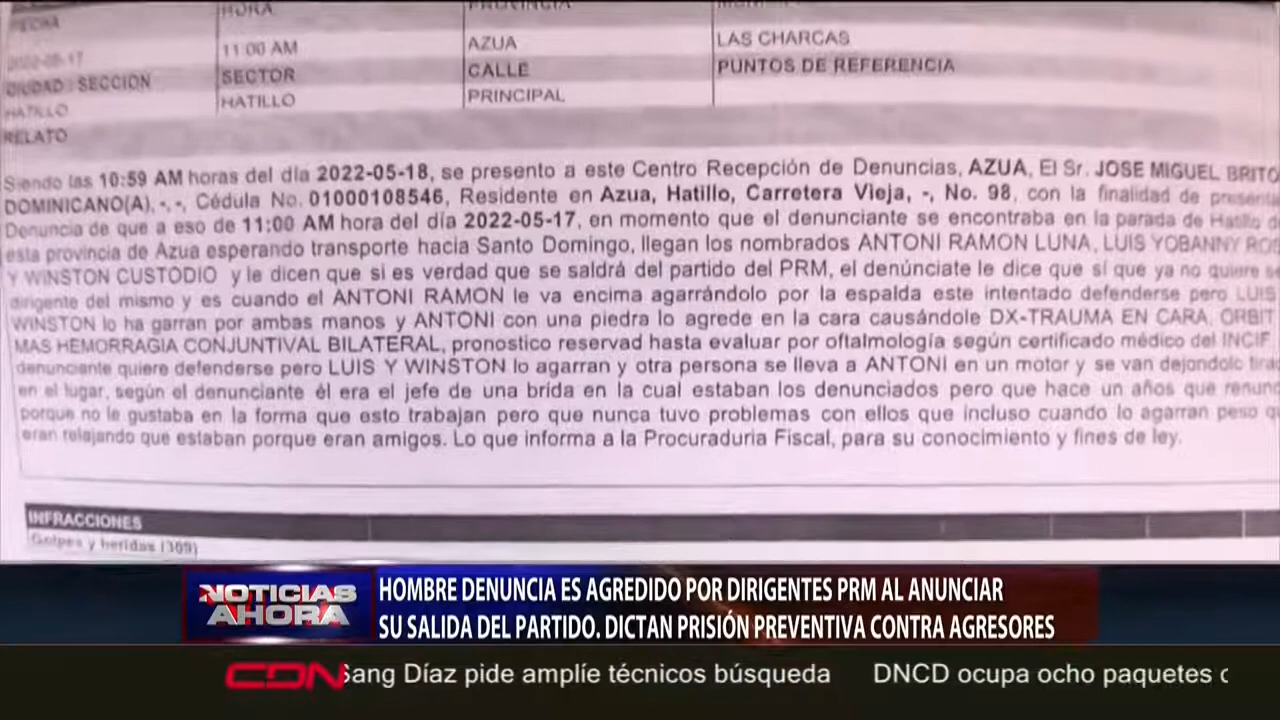 FECHA HORA PROVINCIA
2022-05-17 11:00 AM AZUA LAS CHARCAS
CIUDAD : SECCION SECTOR CALLE PUNTOS DE REFERENCIA
HATILLO HATILLO PRINCIPAL
RELATO
Siendo las 10:59 AM horas del día 2022-05-18, se presento a este Centro Recepción de Denuncias, AZUA, El Sr. JOSE MIGUEL BRITO
DOMINICANO(A), -, -, Cédula No. 01000108546, Residente en Azua, Hatillo, Carretera Vieja, -, No. 98, con la finalidad de presenta
Denuncia de que a eso de 11:00 AM hora del día 2022-05-17, en momento que el denunciante se encontraba en la parada de Hatillo d
esta provincia de Azua esperando transporte hacia Santo Domingo, llegan los nombrados ANTONI RAMON LUNA, LUIS YOBANNY ROS
Y WINSTON CUSTODIO y le dicen que si es verdad que se saldrá del partido del PRM, el denúnciate le dice que sí que ya no quiere se
dirigente del mismo y es cuando el ANTONI RAMON le va encima agarrándolo por la espalda este intentado defenderse pero LUIS
WINSTON lo ha garran por ambas manos y ANTONI con una piedra lo agrede en la cara causándole DX-TRAUMA EN CARA, ORBIT
MAS HEMORRAGIA CONJUNTIVAL BILATERAL, pronostico reservad hasta evaluar por oftalmología según certificado médico del INCIF
denunciante quiere defenderse pero LUIS Y WINSTON lo agarran y otra persona se lleva a ANTONI en un motor y se van dejondolo tira
en el lugar, según el denunciante él era el jefe de una brida en la cual estaban los denunciados pero que hace un años que renun
porque no le gustaba en la forma que esto trabajan pero que nunca tuvo problemas con ellos que incluso cuando lo agarran peso q
eran relajando que estaban porque eran amigos. Lo que informa a la Procuraduria Fiscal, para su conocimiento y fines de ley.
INFRACCIONES
Golpes y heridas (309)
NOTICIAS AHORA
HOMBRE DENUNCIA ES AGREDIDO POR DIRIGENTES PRM AL ANUNCIAR
SU SALIDA DEL PARTIDO. DICTAN PRISIÓN PREVENTIVA CONTRA AGRESORES
CDN Sang Díaz pide amplíe técnicos búsqueda DNCD ocupa ocho paquetes